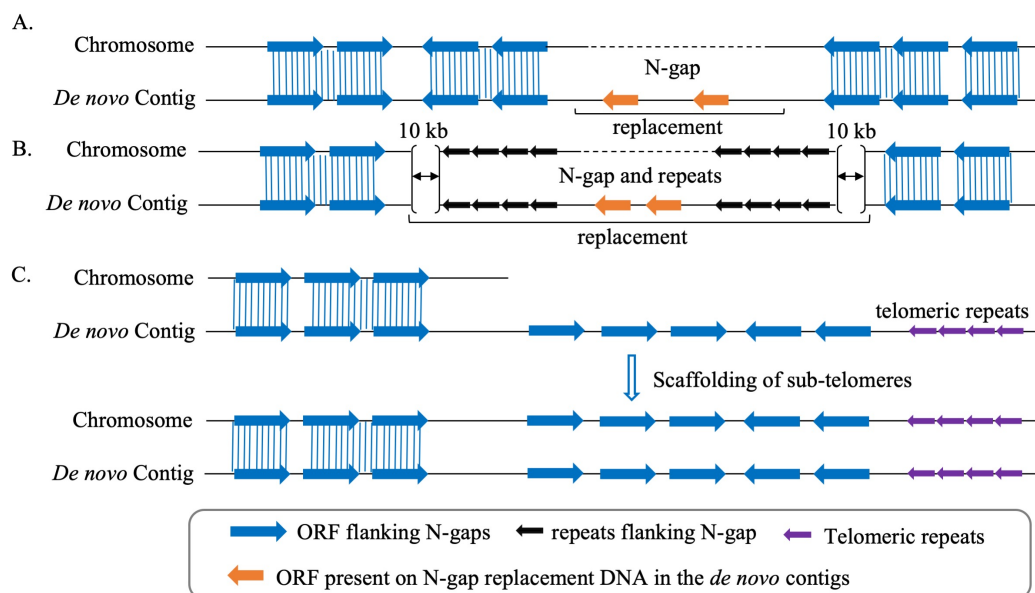 A.
Chromosome
N-gap
De novo Contig
replacement
10 kb 10 kb
B. Chromosome
N-gap and repeats
De novo Contig
replacement
C. Chromosome
telomeric repeats
De novo Contig
Scaffolding of sub-telomeres
Chromosome
De novo Contig
ORF flanking N-gaps repeats flanking N-gap Telomeric repeats
ORF present on N-gap replacement DNA in the de novo contigs